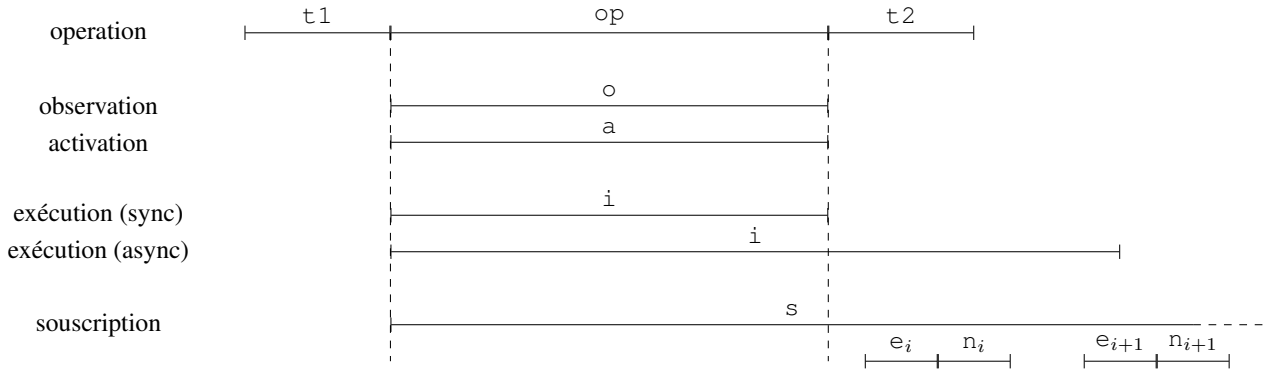 operation t1 op t2
observation o
activation a
exécution (sync) i
exécution (async) i
souscription s
e_i n_i e_{i+1} n_{i+1}